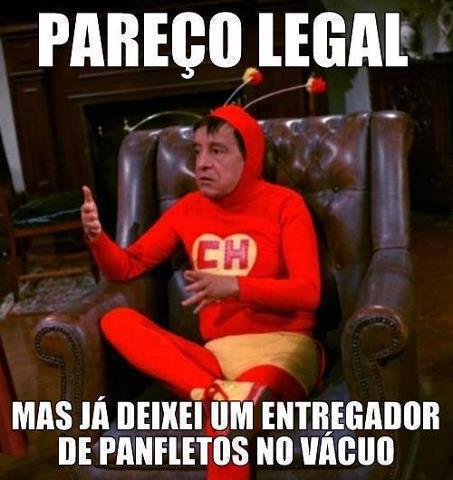 PAREÇO LEGAL
CH
MAS JÁ DEIXEI UM ENTREGADOR
DE PANFLETOS NO VÁCUO